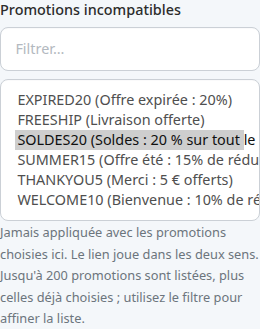 Promotions incompatibles
Filtrer...
EXPIRED20 (Offre expirée : 20%)
FREESHIP (Livraison offerte)
SOLDES20 (Soldes : 20 % sur tout le
SUMMER15 (Offre été : 15% de rédu
THANKYOU5 (Merci : 5 € offerts)
WELCOME10 (Bienvenue : 10% de ré
Jamais appliquée avec les promotions
choisies ici. Le lien joue dans les deux sens.
Jusqu'à 200 promotions sont listées, plus
celles déjà choisies ; utilisez le filtre pour
affiner la liste.